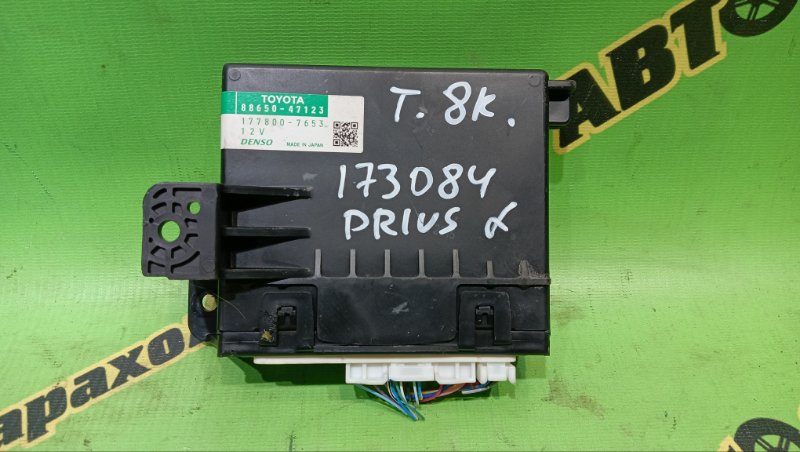 АВТО
TOYOTA
88650-47123
177800-7653
12V
DENSO MADE IN JAPAN
T. 8K.
173084
PRIUS α
арахо